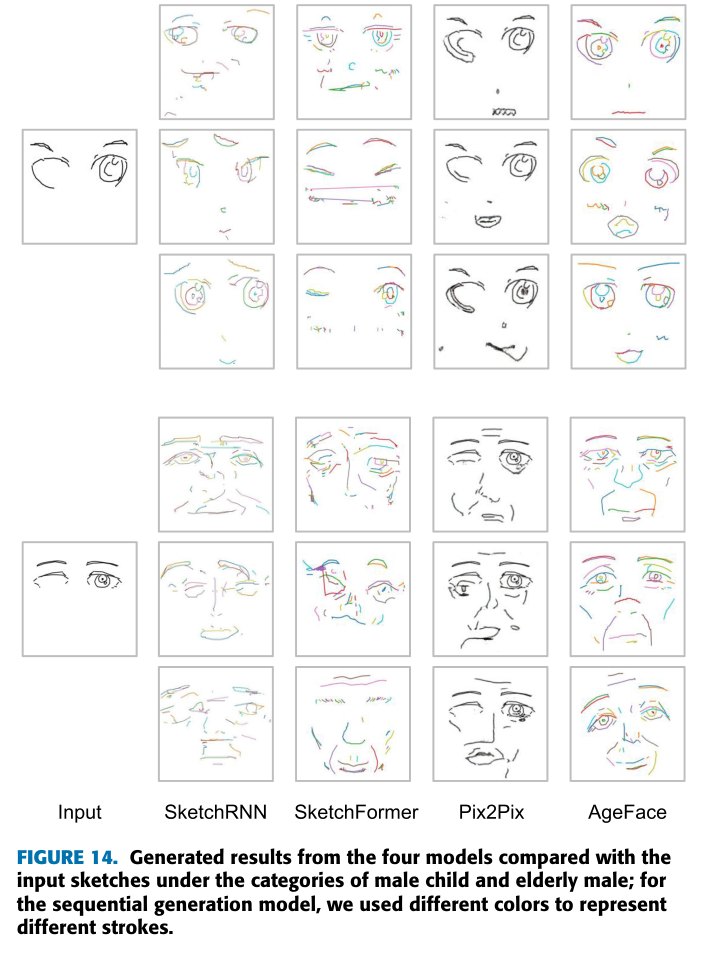 Input SketchRNN SketchFormer Pix2Pix AgeFace
FIGURE 14. Generated results from the four models compared with the
input sketches under the categories of male child and elderly male; for
the sequential generation model, we used different colors to represent
different strokes.